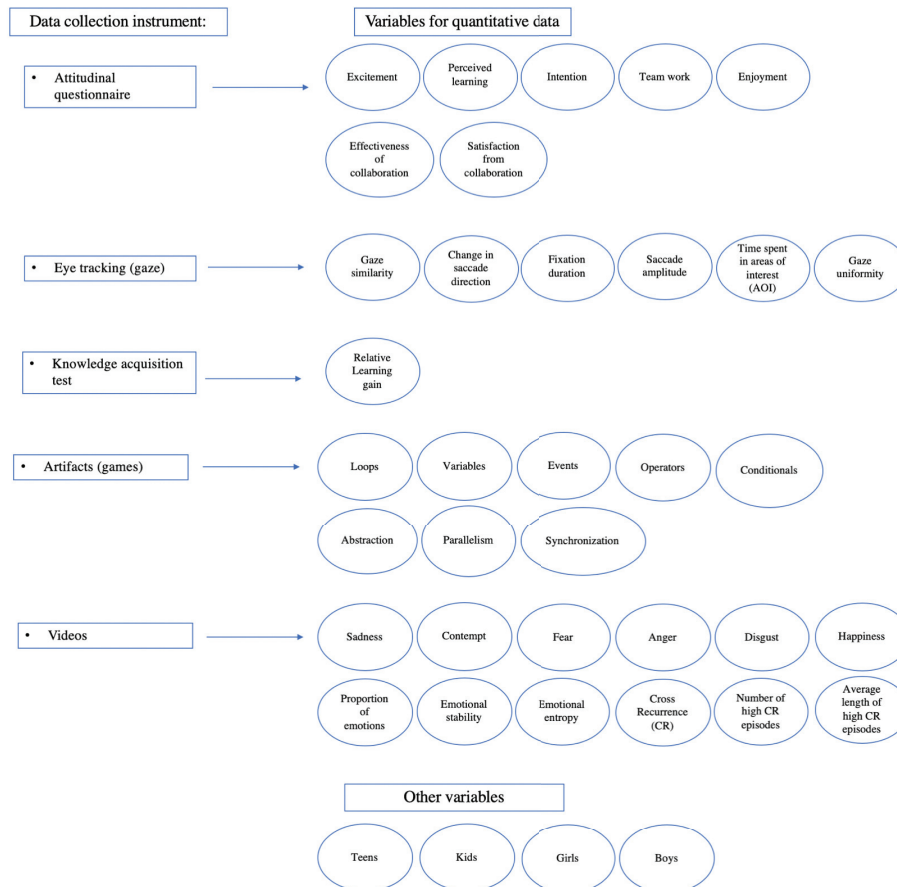 Data collection instrument:
Variables for quantitative data
• Attitudinal
questionnaire
Excitement
Perceived
learning
Intention
Team work
Enjoyment
Effectiveness
of
collaboration
Satisfaction
from
collaboration
• Eye tracking (gaze)
Gaze
similarity
Change in
saccade
direction
Fixation
duration
Saccade
amplitude
Time spent
in areas of
interest
(AOI)
Gaze
uniformity
• Knowledge acquisition
test
Relative
Learning
gain
• Artifacts (games)
Loops
Variables
Events
Operators
Conditionals
Abstraction
Parallelism
Synchronization
• Videos
Sadness
Contempt
Fear
Anger
Disgust
Happiness
Proportion
of
emotions
Emotional
stability
Emotional
entropy
Cross
Recurrence
(CR)
Number of
high CR
episodes
Average
length of
high CR
episodes
Other variables
Teens
Kids
Girls
Boys